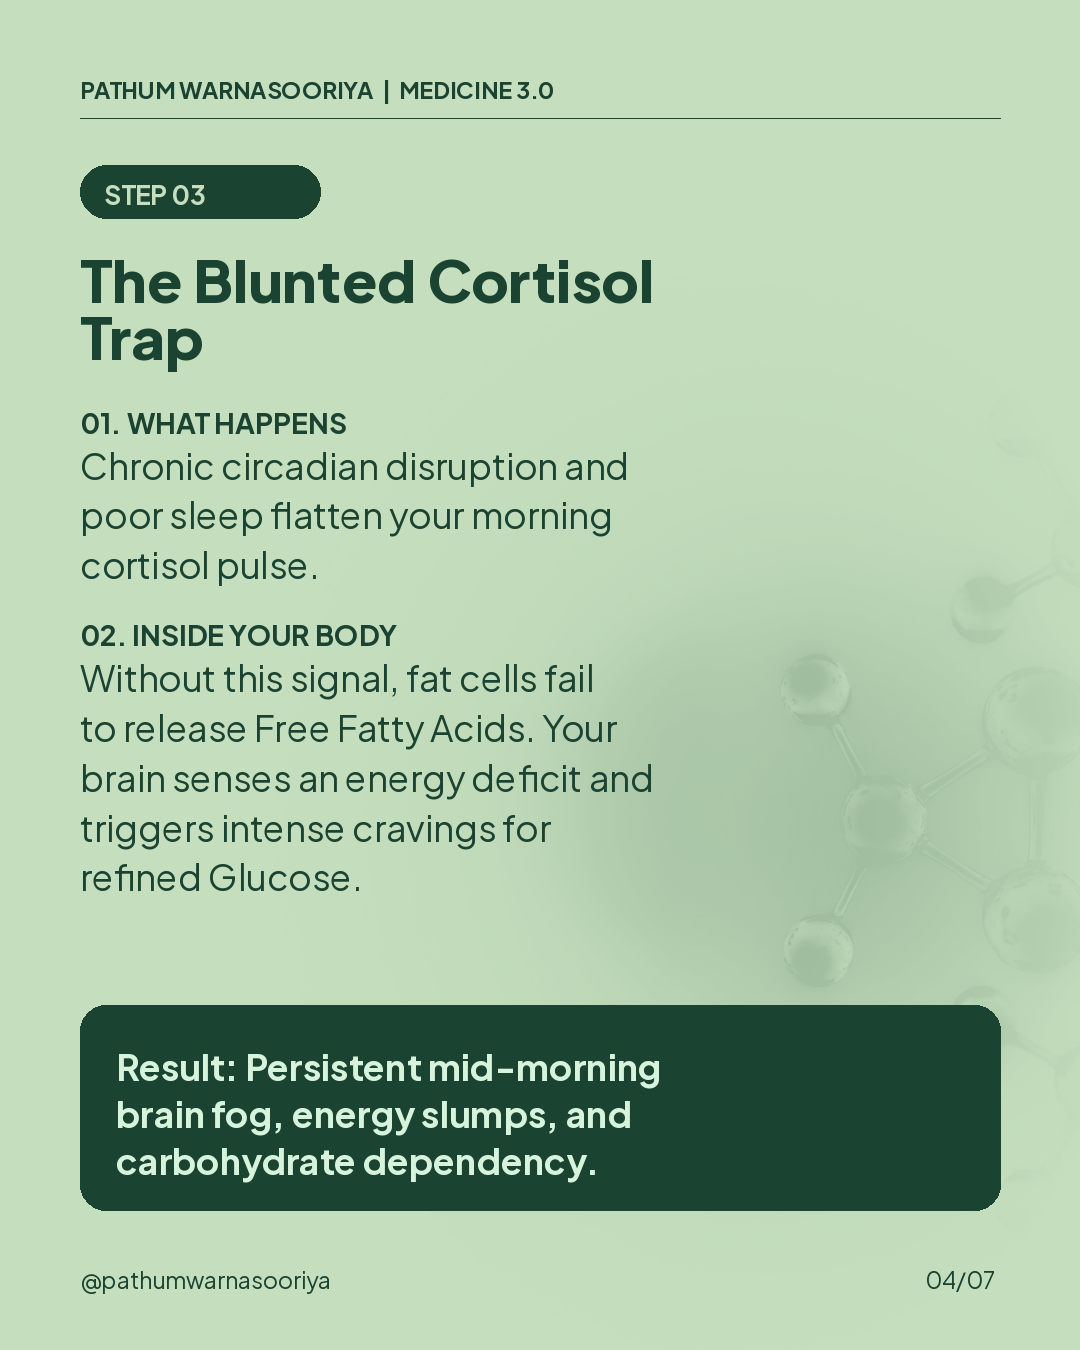 PATHUM WARNASOORIYA | MEDICINE 3.0
STEP 03
The Blunted Cortisol
Trap
01. WHAT HAPPENS
Chronic circadian disruption and
poor sleep flatten your morning
cortisol pulse.
02. INSIDE YOUR BODY
Without this signal, fat cells fail
to release Free Fatty Acids. Your
brain senses an energy deficit and
triggers intense cravings for
refined Glucose.
Result: Persistent mid-morning
brain fog, energy slumps, and
carbohydrate dependency.
@pathumwarnasooriya
04/07